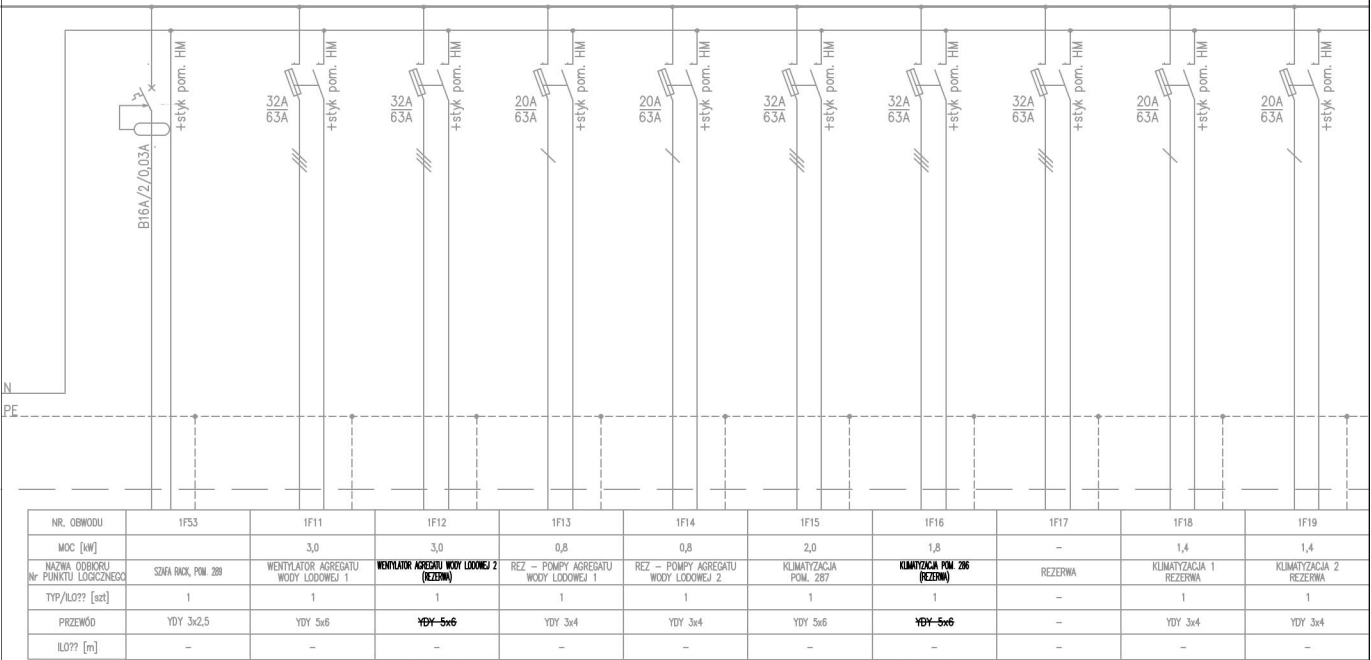 +styk pom. HM
+styk pom. HM
+styk pom. HM
+styk pom. HM
+styk pom. HM
+styk pom. HM
+styk pom. HM
+styk pom. HM
+styk pom. HM
+styk pom. HM
32A
63A
32A
63A
20A
63A
20A
63A
32A
63A
32A
63A
32A
63A
20A
63A
20A
63A
B16A/2/0,03A
N
PE
NR. OBWODU 1F53 1F11 1F12 1F13 1F14 1F15 1F16 1F17 1F18 1F19
MOC [kW] 3,0 3,0 0,8 0,8 2,0 1,8 – 1,4 1,4
NAZWA ODBIORU
Nr PUNKTU LOGICZNEGO
SZAFA RACK, POM. 289
WENTYLATOR AGREGATU
WODY LODOWEJ 1
WENTYLATOR AGREGATU WODY LODOWEJ 2
(REZERWA)
REZ – POMPY AGREGATU
WODY LODOWEJ 1
REZ – POMPY AGREGATU
WODY LODOWEJ 2
KLIMATYZACJA
POM. 287
KLIMATYZACJA POM. 286
(REZERWA)
REZERWA
KLIMATYZACJA 1
REZERWA
KLIMATYZACJA 2
REZERWA
TYP/ILO?? [szt] 1 1 1 1 1 1 1 – 1 1
PRZEWÓD YDY 3x2,5 YDY 5x6 YDY 5x6 YDY 3x4 YDY 3x4 YDY 5x6 YDY 5x6 – YDY 3x4 YDY 3x4
ILO?? [m] – – – – – – – – – –